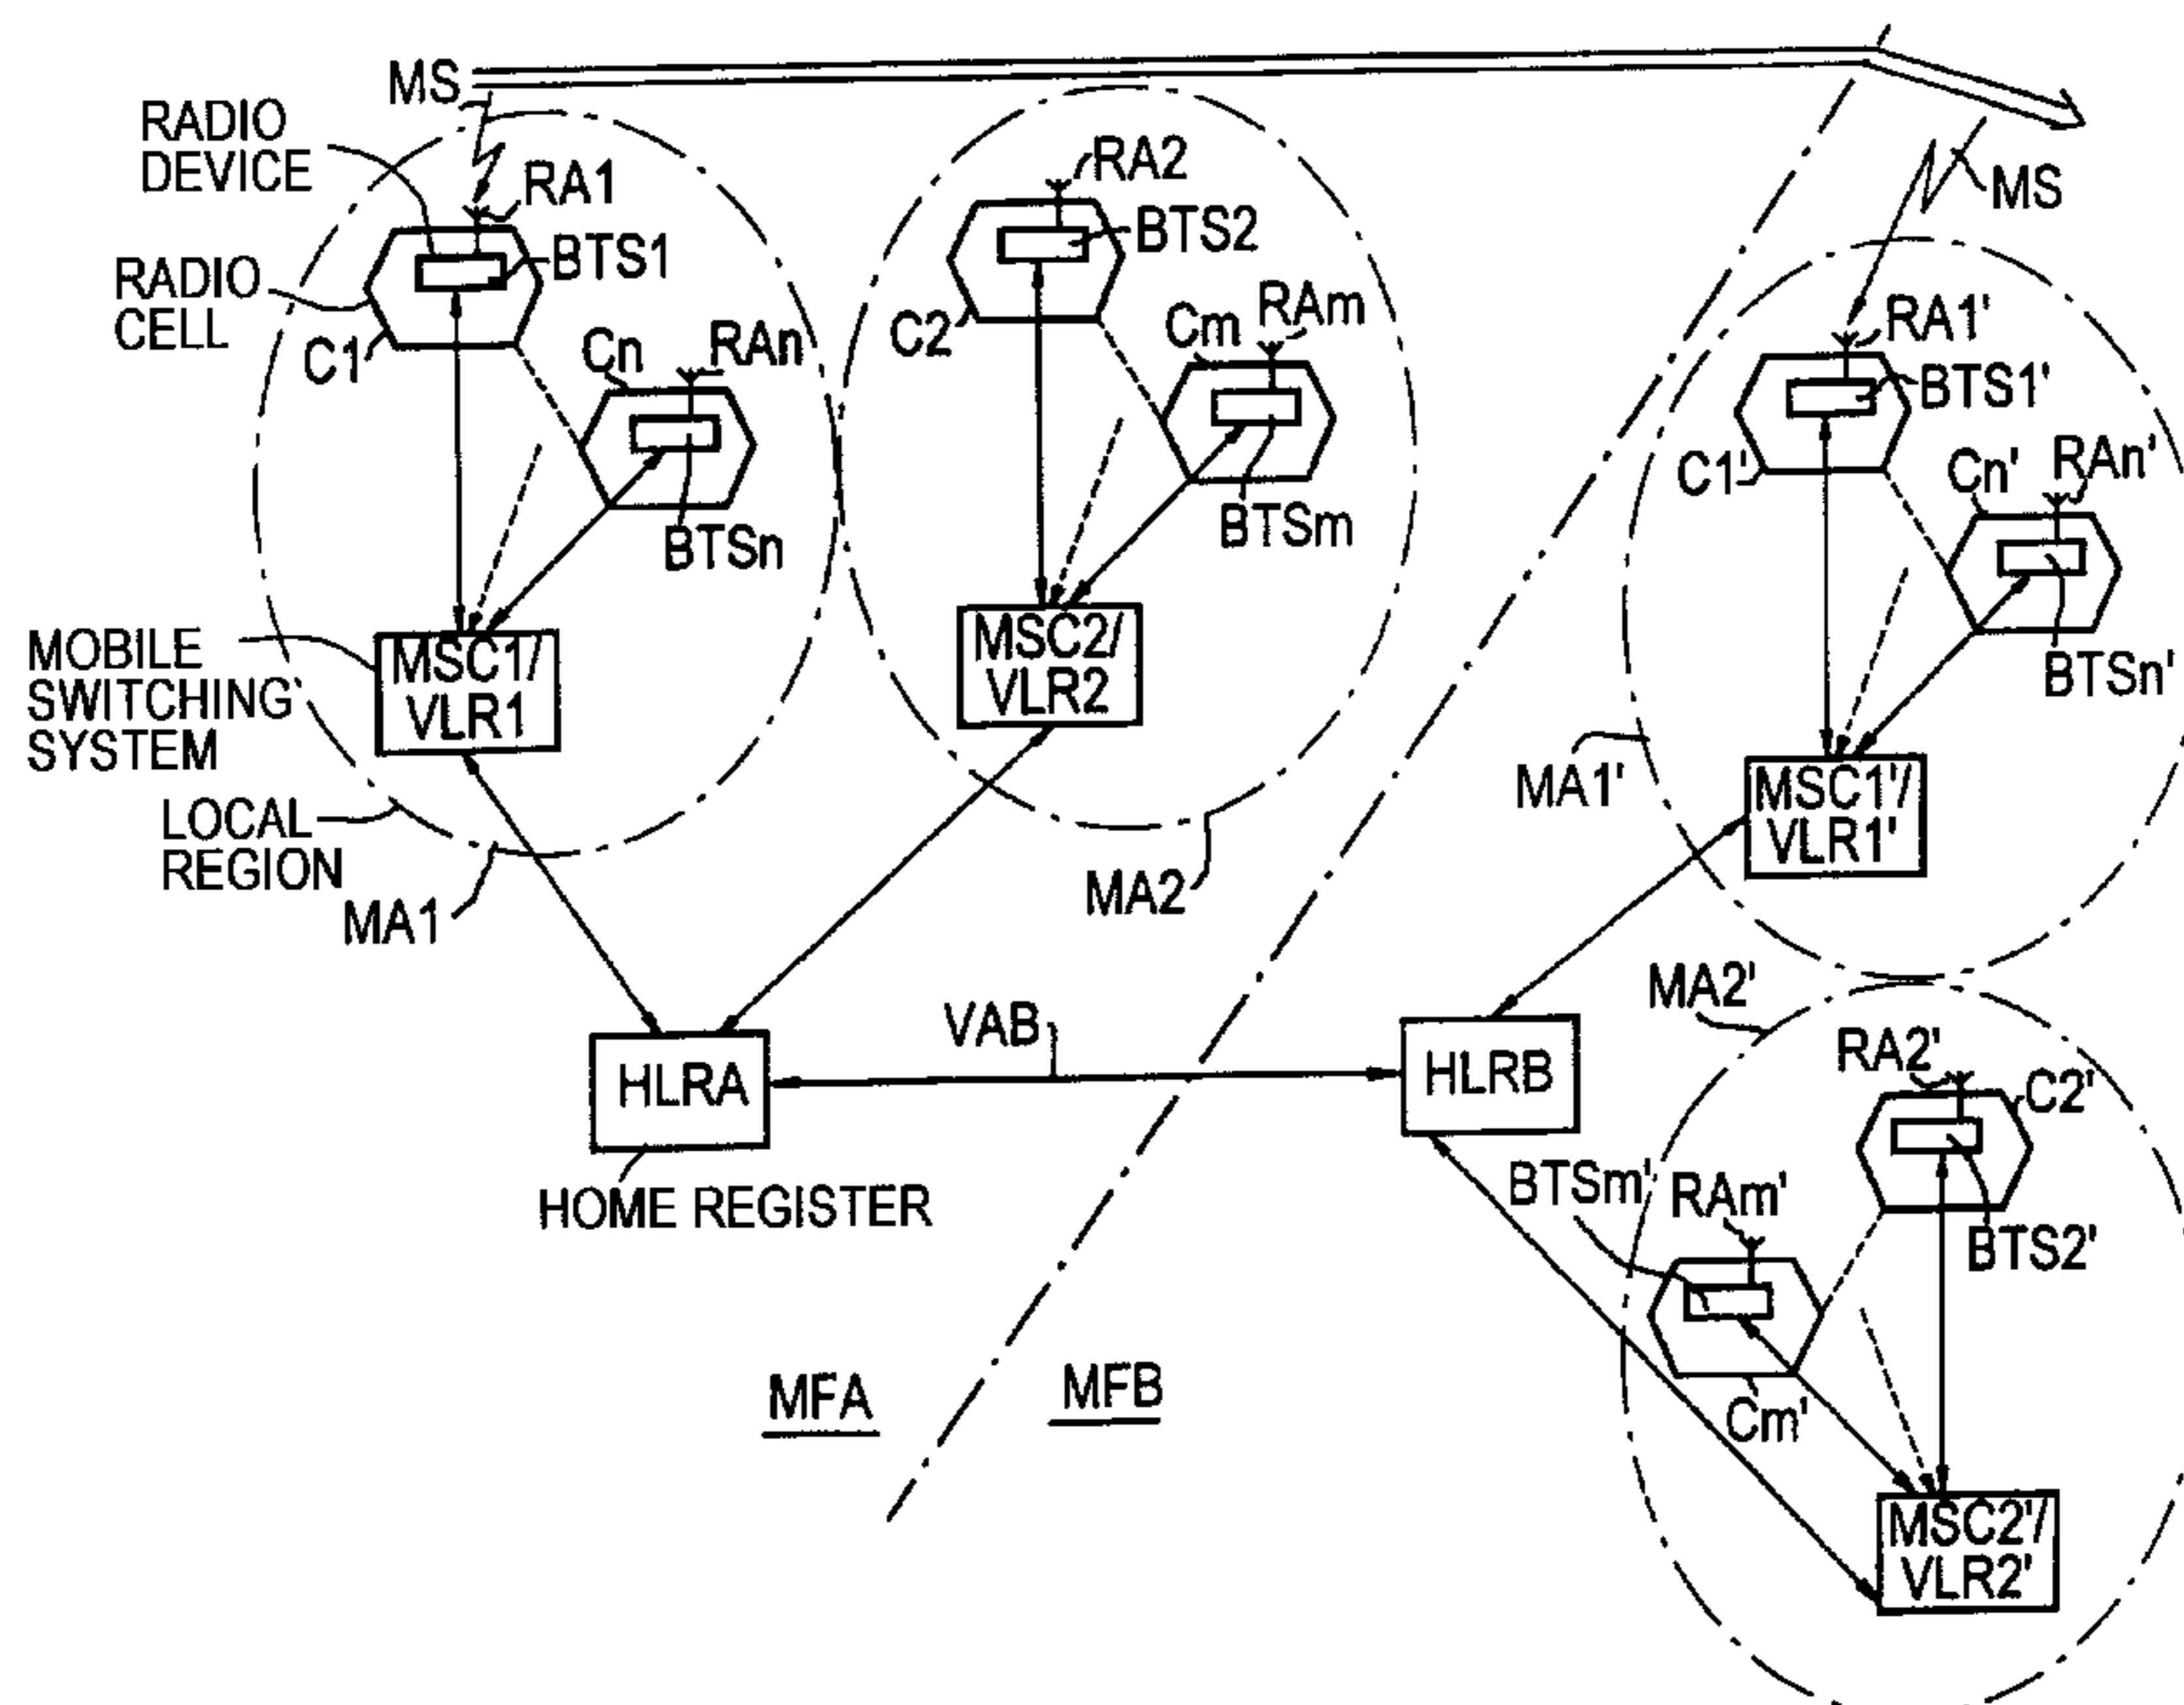 MS
RADIO
DEVICE
RA1
BTS1
RADIO
CELL
C1
Cn
RAn
BTSn
MOBILE
SWITCHING'
SYSTEM
MSC1/
VLR1
LOCAL
REGION
MA1
RA2
BTS2
C2
Cm
RAm
BTSm
MSC2/
VLR2
MA2
MS
RA1'
BTS1'
C1'
Cn'
RAn'
BTSn'
MA1'
MSC1'/
VLR1'
VAB
HLRA
HOME REGISTER
HLRB
MA2'
RA2'
C2'
BTSm'
RAm'
BTS2'
Cm'
MSC2'/
VLR2'
MFA
MFB